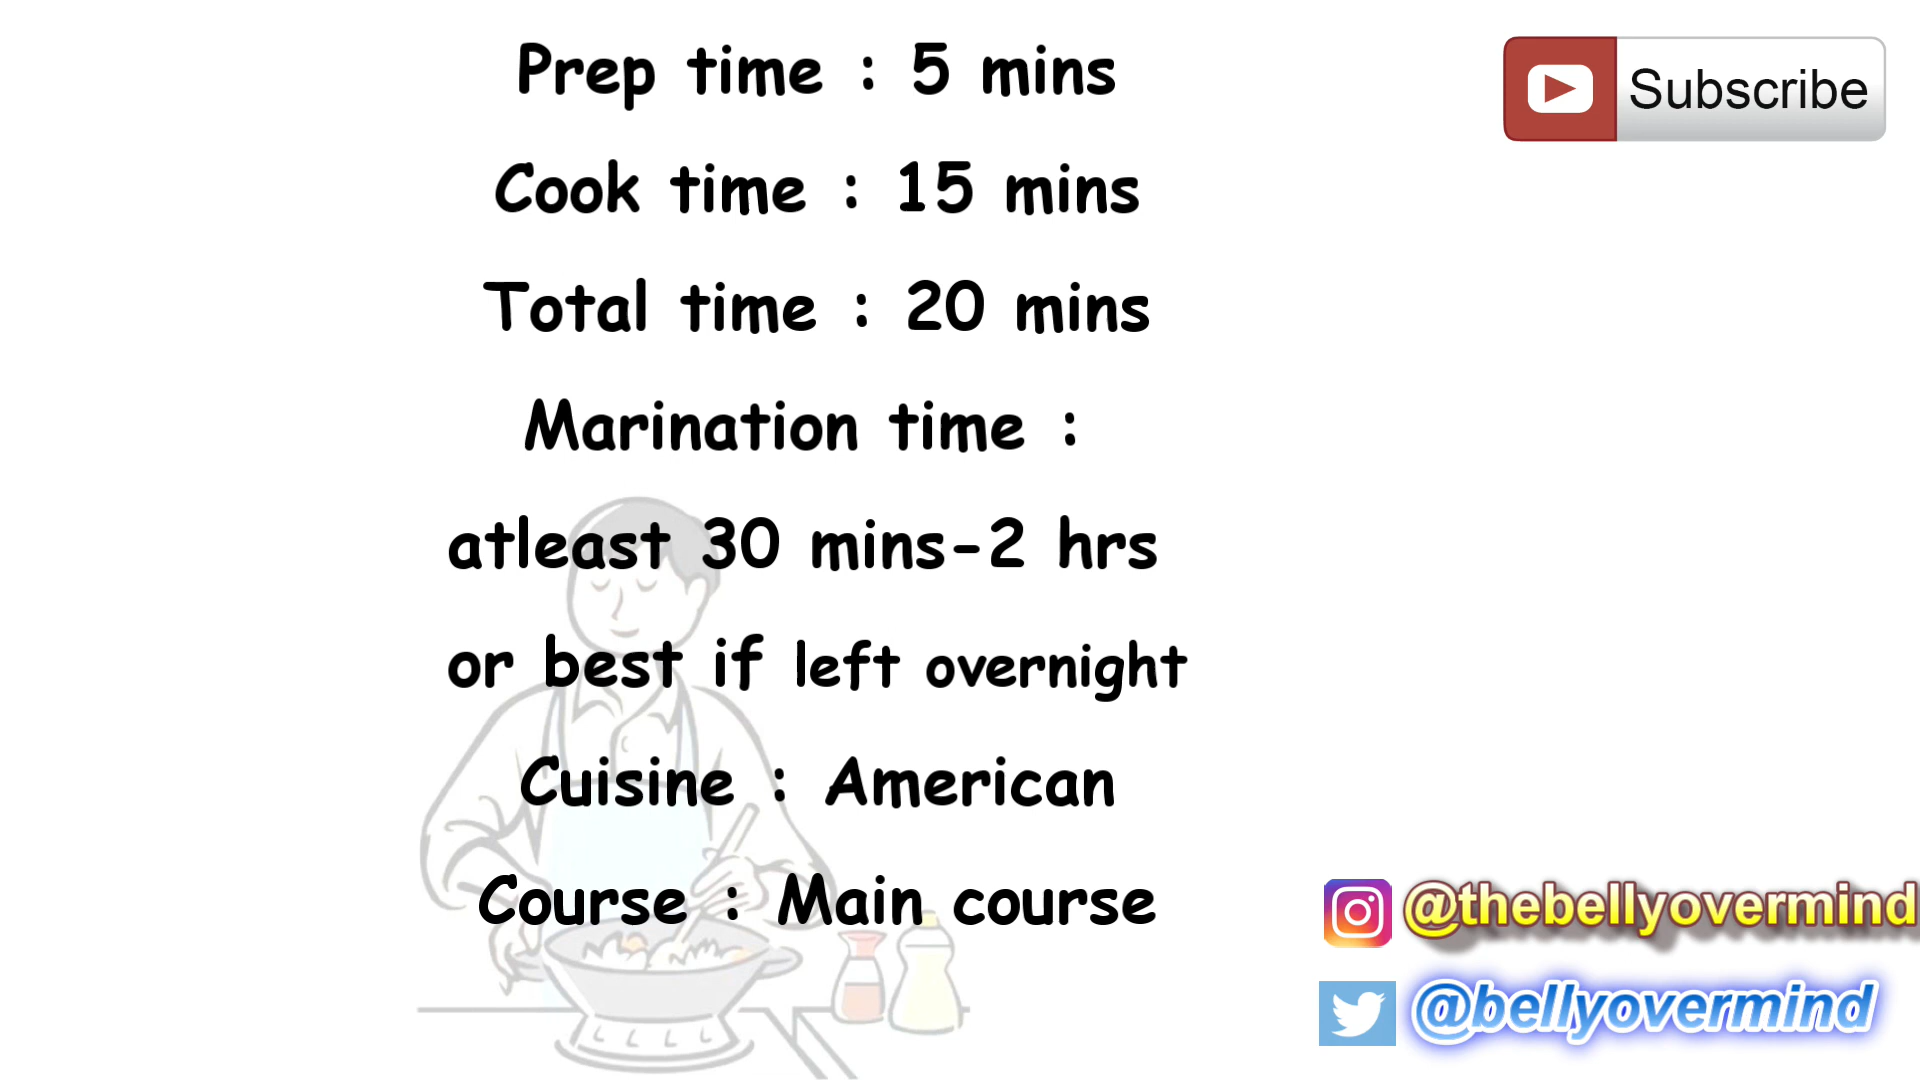 Prep time : 5 mins
Subscribe
Cook time : 15 mins
Total time : 20 mins
Marination time :
atleast 30 mins-2 hrs
or best if left overnight
Cuisine : American
Course : Main course
@thebellyovermind
@bellyovermind